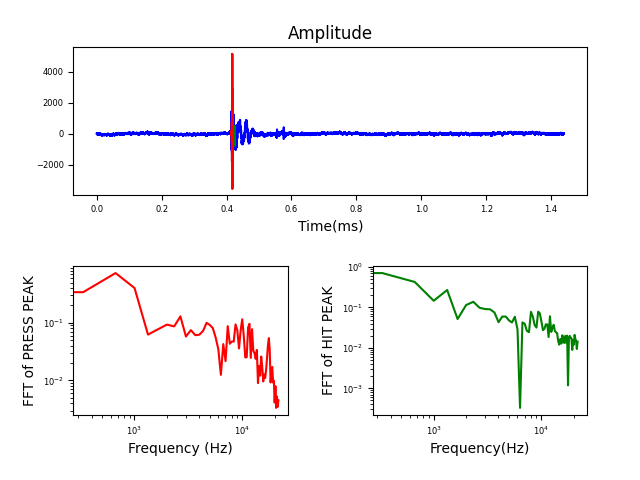 Amplitude
4000
2000
0
−2000
0.0 0.2 0.4 0.6 0.8 1.0 1.2 1.4
Time(ms)
FFT of PRESS PEAK
10⁻¹
10⁻²
10³ 10⁴
Frequency (Hz)
FFT of HIT PEAK
10⁰
10⁻¹
10⁻²
10⁻³
10³ 10⁴
Frequency(Hz)